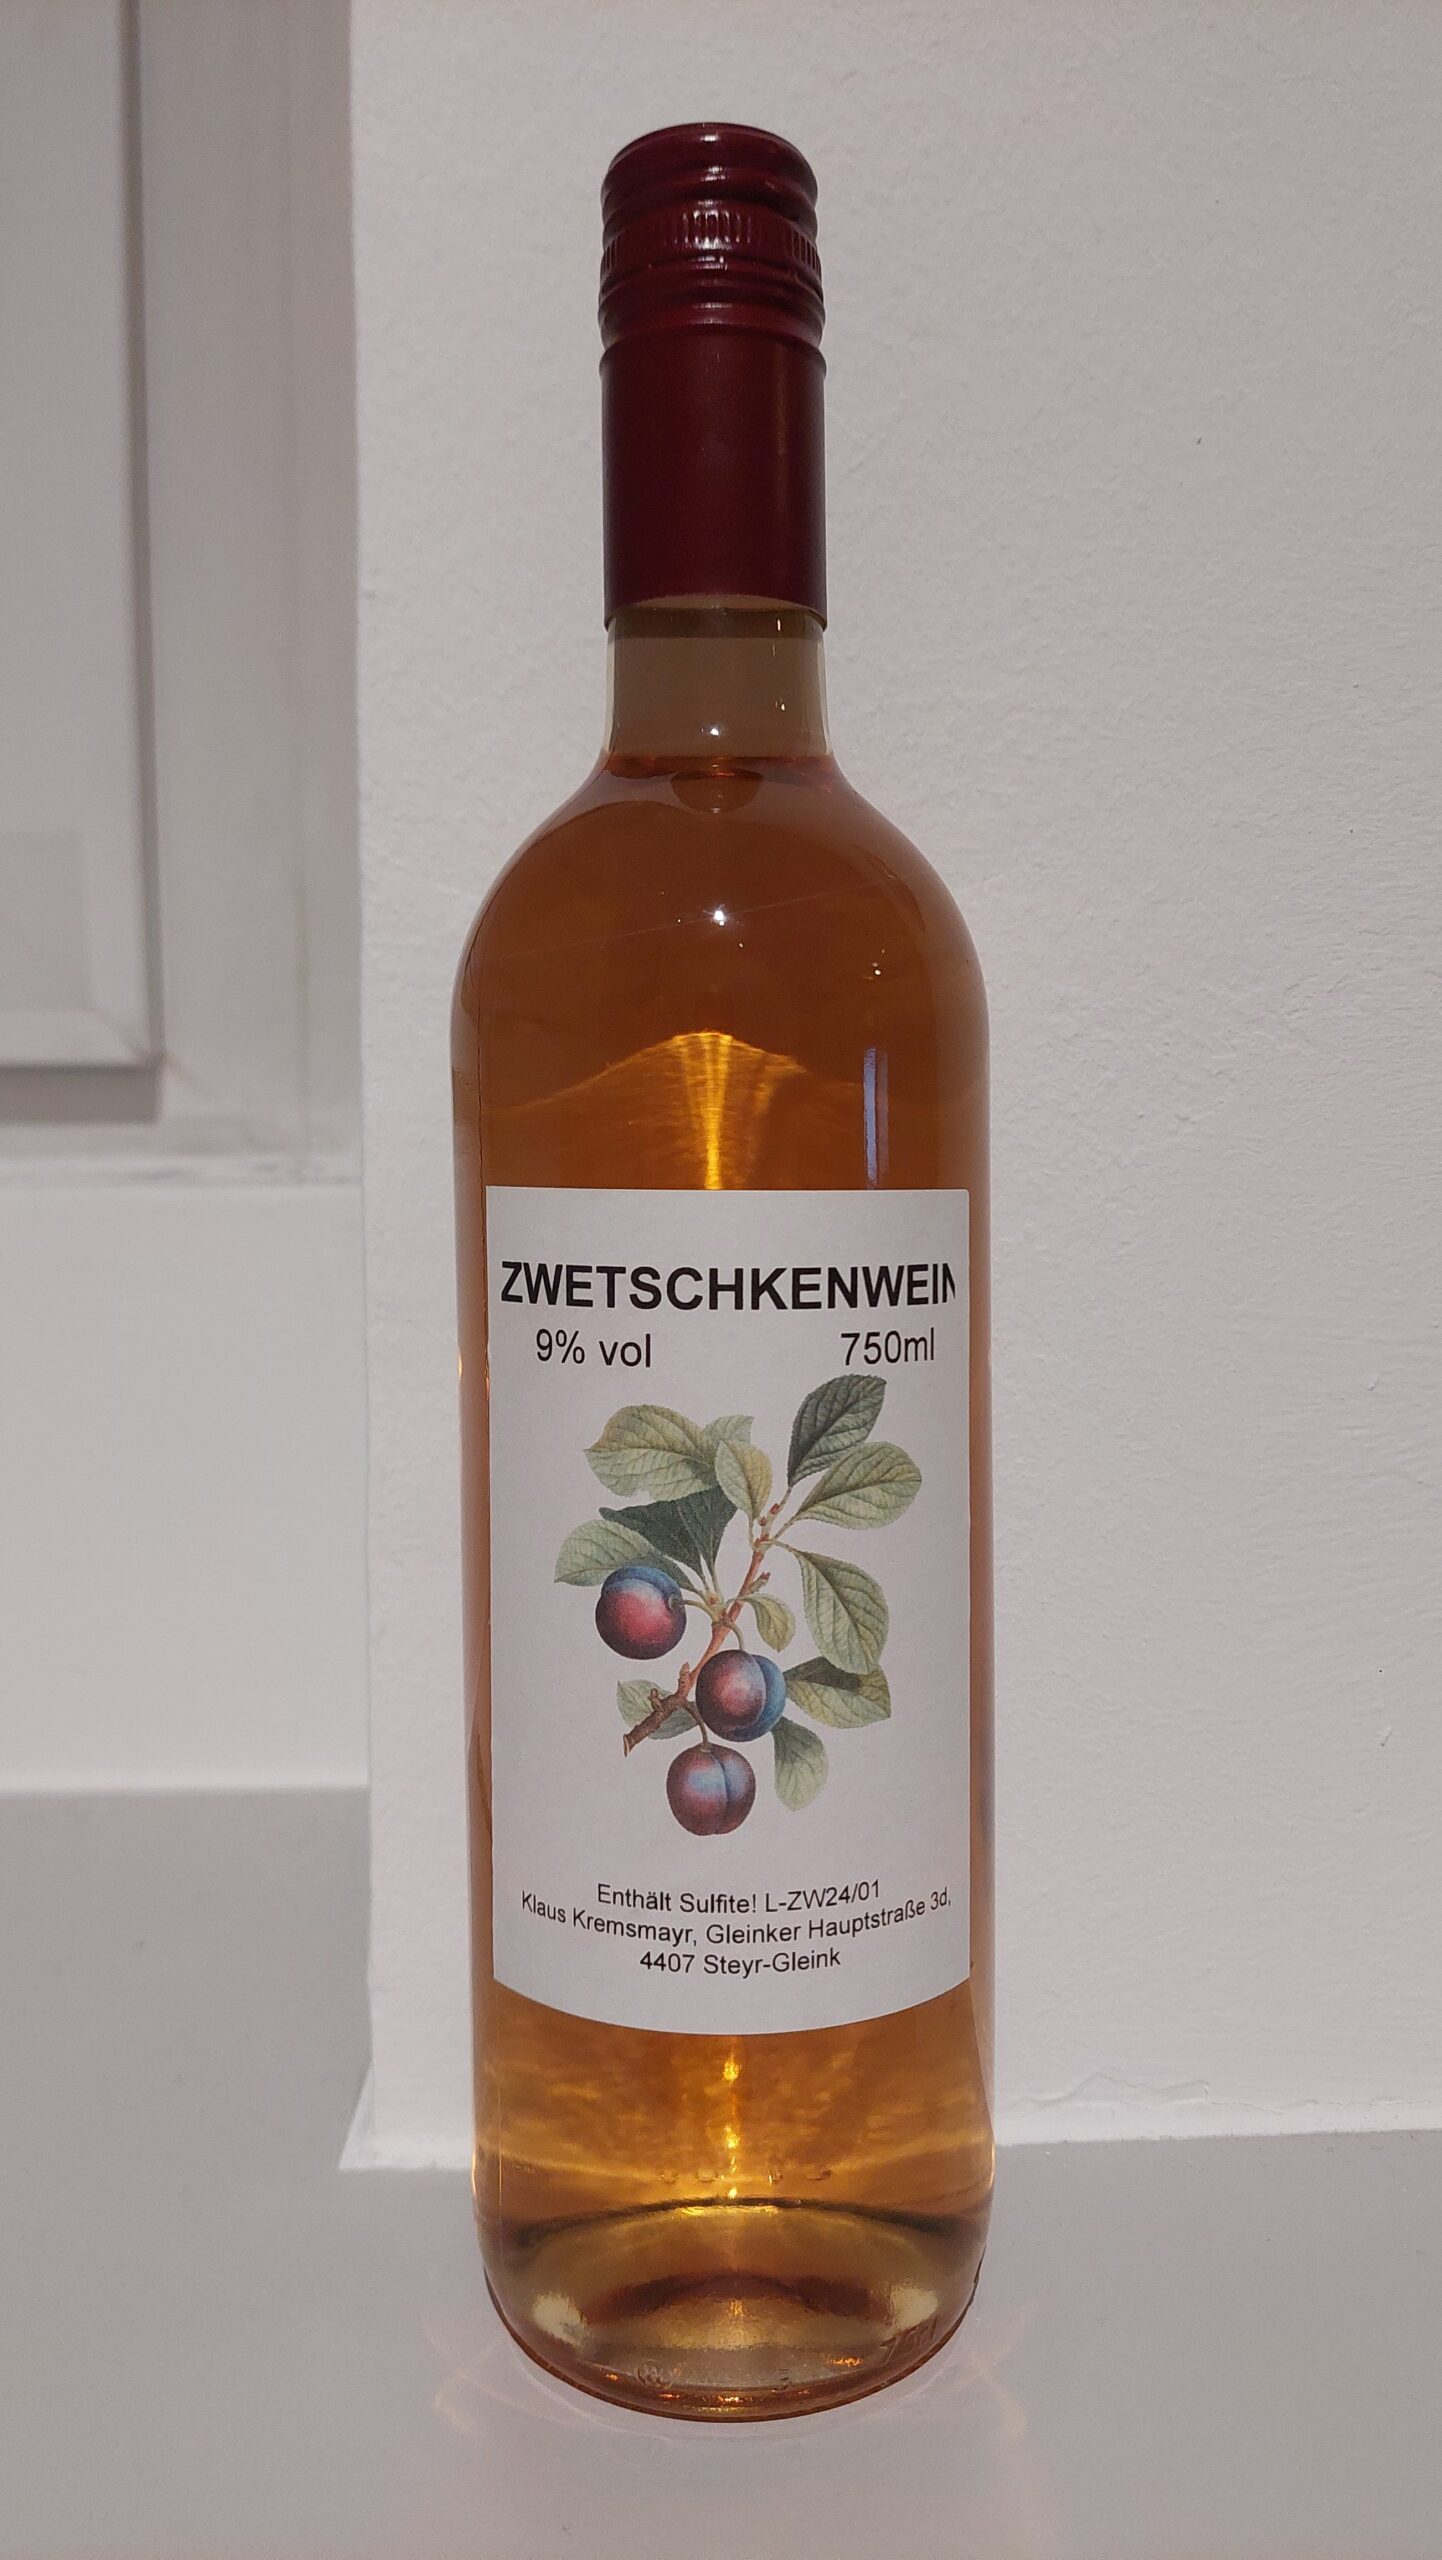 ZWETSCHKENWEIN
9% vol 750ml
Enthält Sulfite! L-ZW24/01
Klaus Kremsmayr, Gleinker Hauptstraße 3d,
4407 Steyr-Gleink